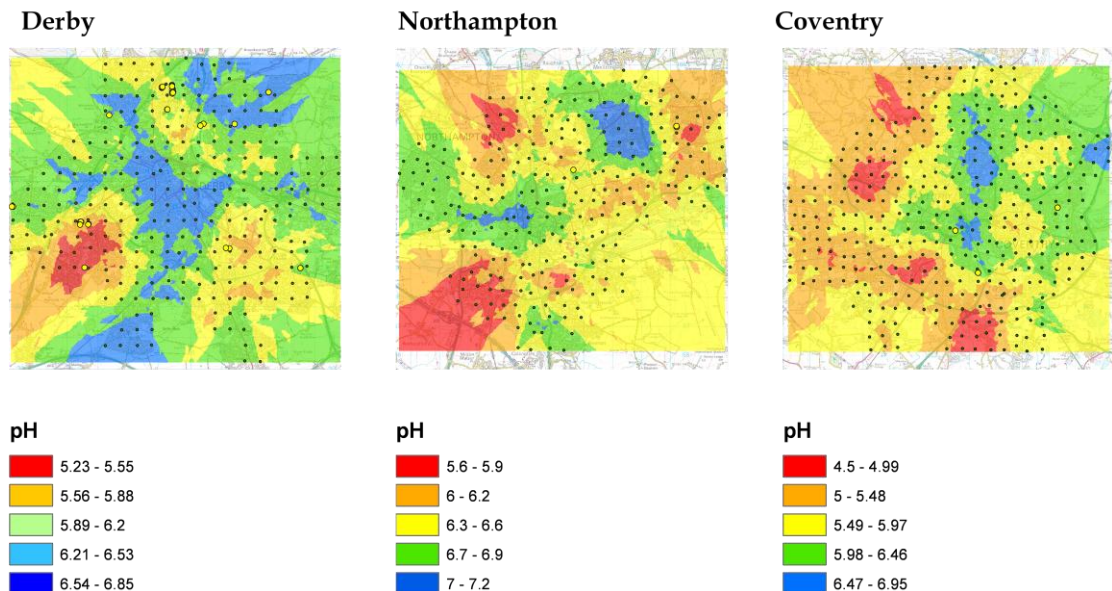 Derby
Northampton
Coventry
NORTHAMPTON
pH
5.23 - 5.55
5.56 - 5.88
5.89 - 6.2
6.21 - 6.53
6.54 - 6.85
pH
5.6 - 5.9
6 - 6.2
6.3 - 6.6
6.7 - 6.9
7 - 7.2
pH
4.5 - 4.99
5 - 5.48
5.49 - 5.97
5.98 - 6.46
6.47 - 6.95